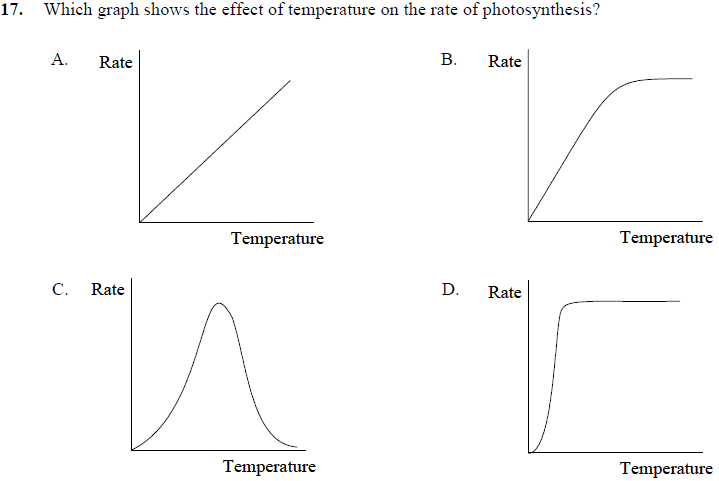 17. Which graph shows the effect of temperature on the rate of photosynthesis?
A. Rate
Temperature
B. Rate
Temperature
C. Rate
Temperature
D. Rate
Temperature